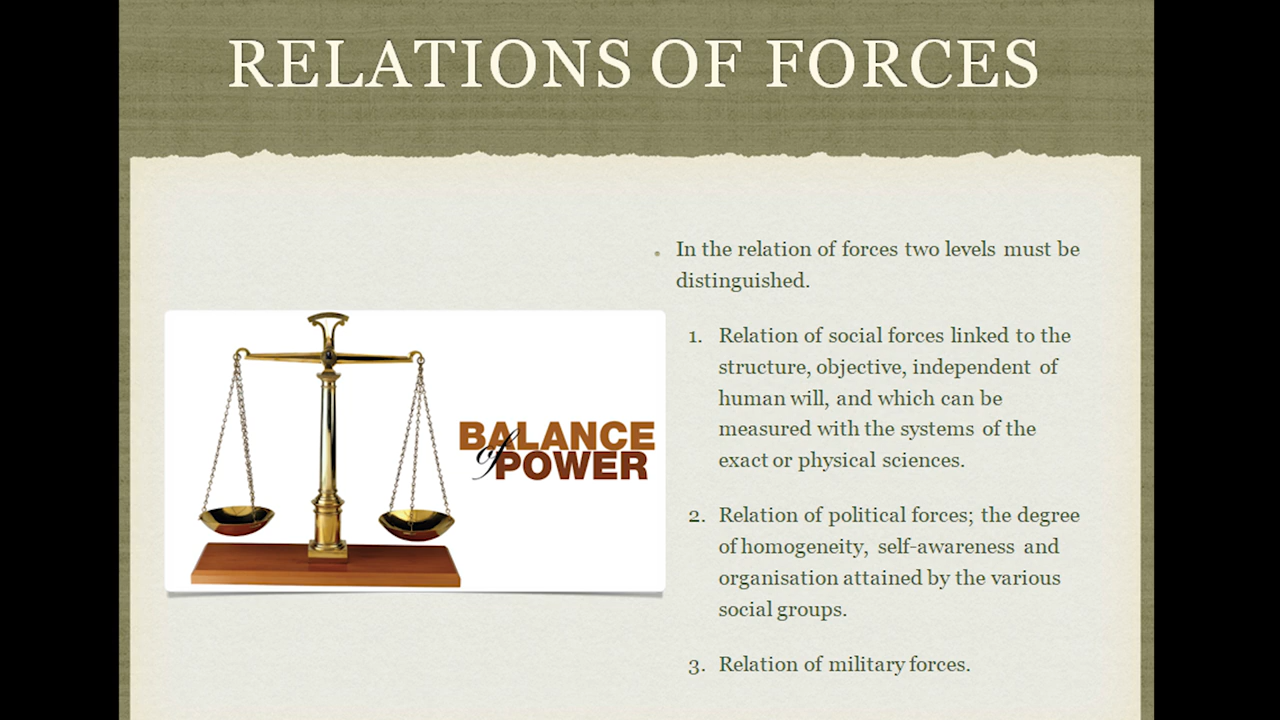 RELATIONS OF FORCES
BALANCE
of
POWER
• In the relation of forces two levels must be
distinguished.
1. Relation of social forces linked to the
structure, objective, independent of
human will, and which can be
measured with the systems of the
exact or physical sciences.
2. Relation of political forces; the degree
of homogeneity, self-awareness and
organisation attained by the various
social groups.
3. Relation of military forces.